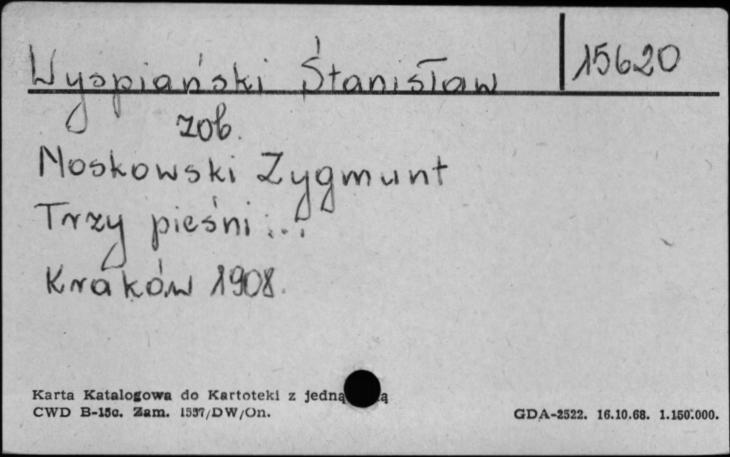 Wyspiański Stanisław 15620
zob.
Noskowski Zygmunt
Trzy pieśni...
Kraków 1908.
Karta Katalogowa do Kartoteki z jedną
CWD B-15c. Zam. 1537/DW/On. GDA-2522. 16.10.68. 1.150.000.